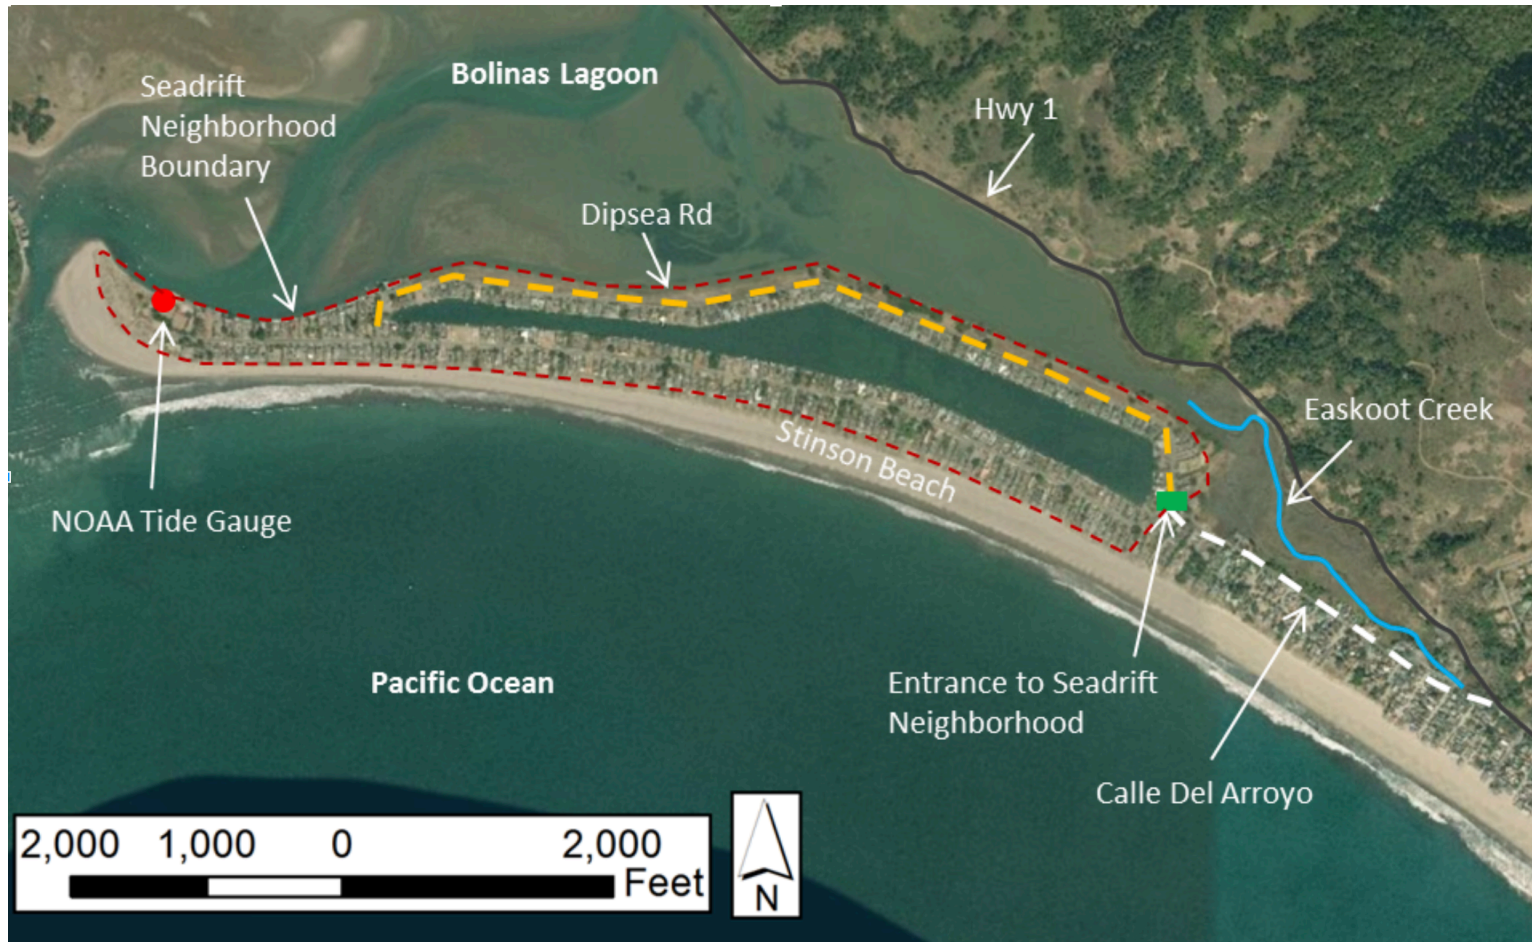 Bolinas Lagoon
Seadrift
Neighborhood
Boundary
Hwy 1
Dipsea Rd
Easkoot Creek
Stinson Beach
NOAA Tide Gauge
Pacific Ocean
Entrance to Seadrift
Neighborhood
Calle Del Arroyo
2,000 1,000 0 2,000
Feet
N